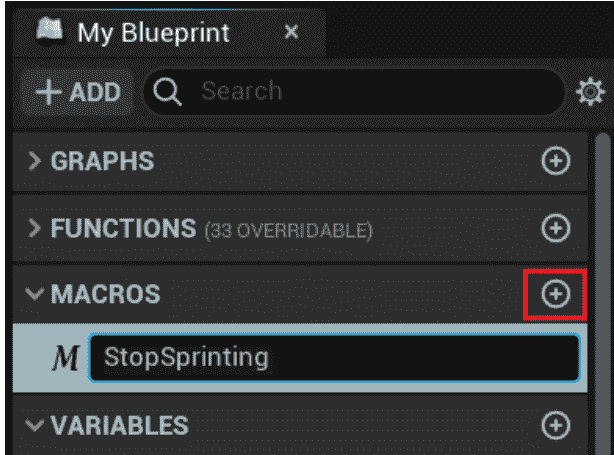 My Blueprint ×
+ ADD Search
GRAPHS
FUNCTIONS (33 OVERRIDABLE)
MACROS
M StopSprinting
VARIABLES